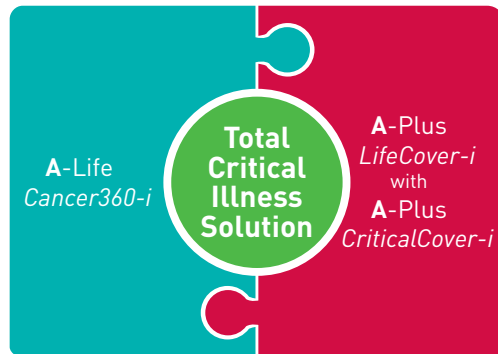 A-Life
Cancer360-i
Total
Critical
Illness
Solution
A-Plus
LifeCover-i
with
A-Plus
CriticalCover-i